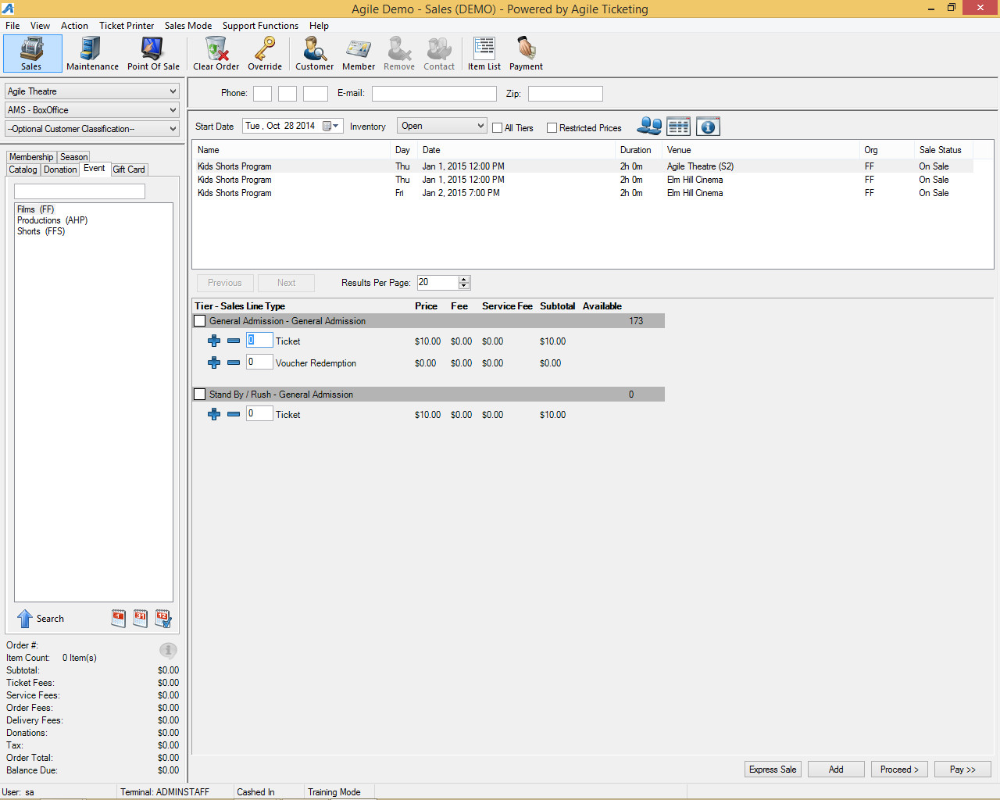 Agile Demo - Sales (DEMO) - Powered by Agile Ticketing
File View Action Ticket Printer Sales Mode Support Functions Help
Sales Maintenance Point Of Sale Clear Order Override Customer Member Remove Contact Item List Payment
Agile Theatre
AMS - BoxOffice
--Optional Customer Classification--
Phone: E-mail: Zip:
Start Date Tue , Oct 28 2014 Inventory Open All Tiers Restricted Prices
Membership Season
Catalog Donation Event Gift Card
Films (FF)
Productions (AHP)
Shorts (FFS)
Search
Name Day Date Duration Venue Org Sale Status
Kids Shorts Program Thu Jan 1, 2015 12:00 PM 2h 0m Agile Theatre (S2) FF On Sale
Kids Shorts Program Thu Jan 1, 2015 12:00 PM 2h 0m Elm Hill Cinema FF On Sale
Kids Shorts Program Fri Jan 2, 2015 7:00 PM 2h 0m Elm Hill Cinema FF On Sale
Previous Next Results Per Page: 20
Tier - Sales Line Type Price Fee Service Fee Subtotal Available
General Admission - General Admission 173
0 Ticket $10.00 $0.00 $0.00 $10.00
0 Voucher Redemption $0.00 $0.00 $0.00 $0.00
Stand By / Rush - General Admission 0
0 Ticket $10.00 $0.00 $0.00 $10.00
Order #:
Item Count: 0 Item(s)
Subtotal: $0.00
Ticket Fees: $0.00
Service Fees: $0.00
Order Fees: $0.00
Delivery Fees: $0.00
Donations: $0.00
Tax: $0.00
Order Total: $0.00
Balance Due: $0.00
Express Sale Add Proceed > Pay >>
User: sa Terminal: ADMINSTAFF Cashed In Training Mode